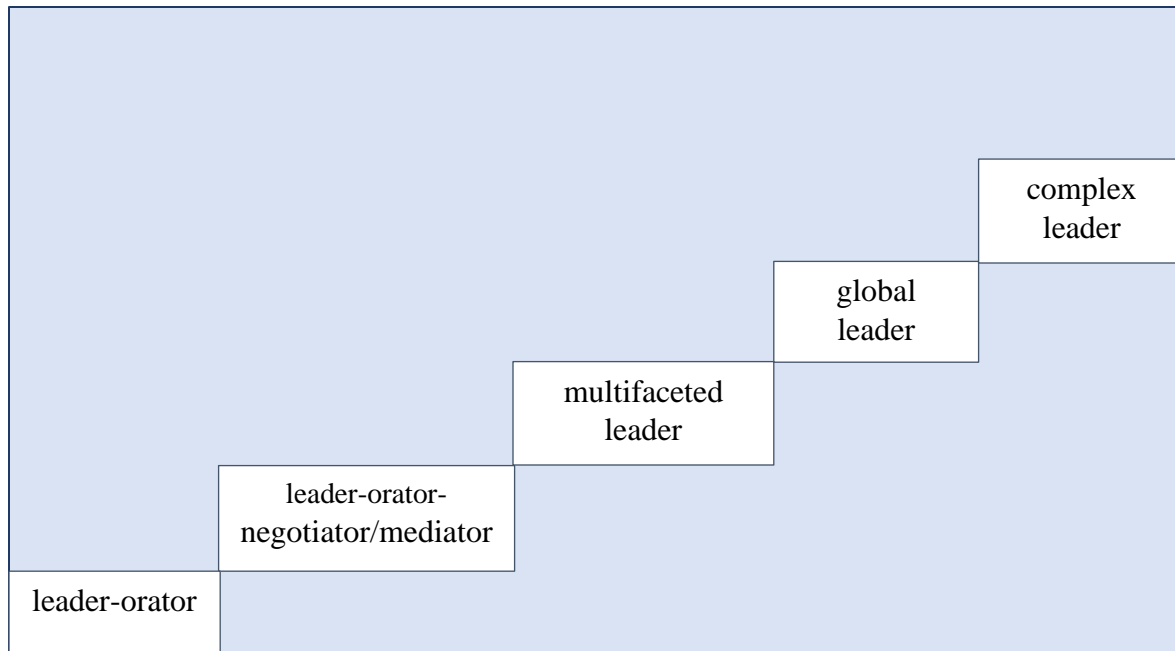 complex
leader
global
leader
multifaceted
leader
leader-orator-
negotiator/mediator
leader-orator